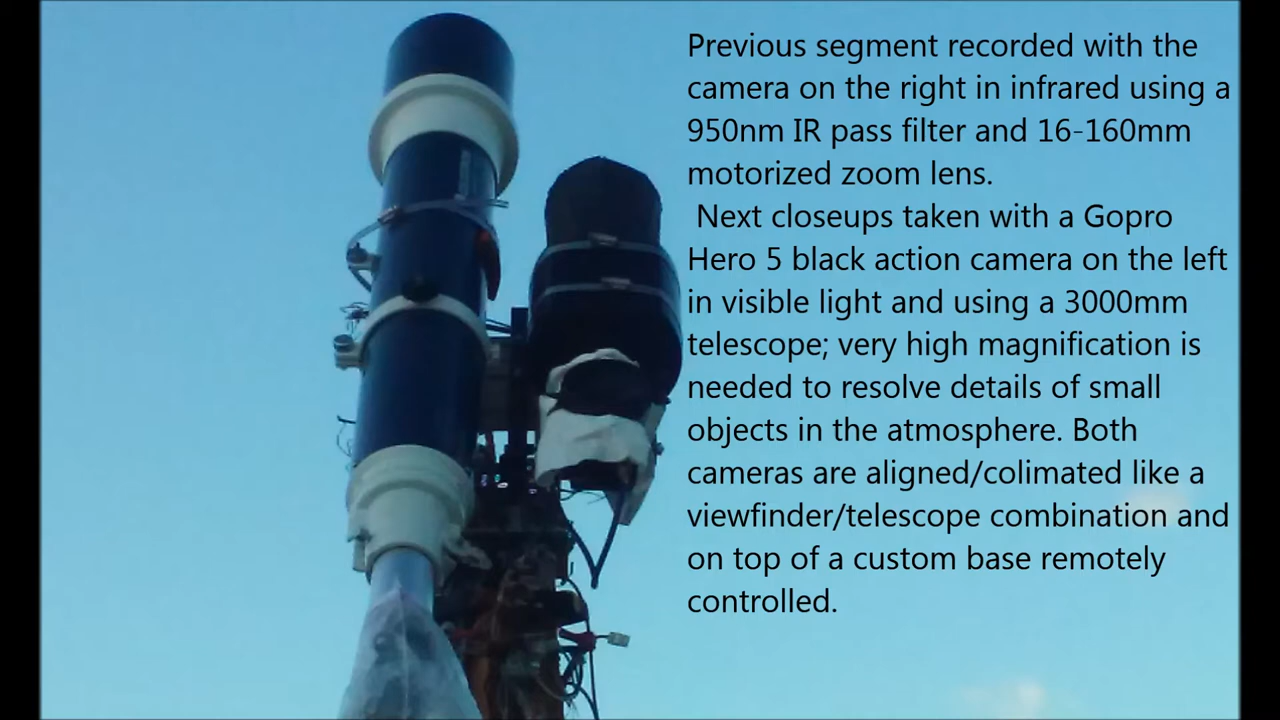 Previous segment recorded with the
camera on the right in infrared using a
950nm IR pass filter and 16-160mm
motorized zoom lens.
Next closeups taken with a Gopro
Hero 5 black action camera on the left
in visible light and using a 3000mm
telescope; very high magnification is
needed to resolve details of small
objects in the atmosphere. Both
cameras are aligned/colimated like a
viewfinder/telescope combination and
on top of a custom base remotely
controlled.